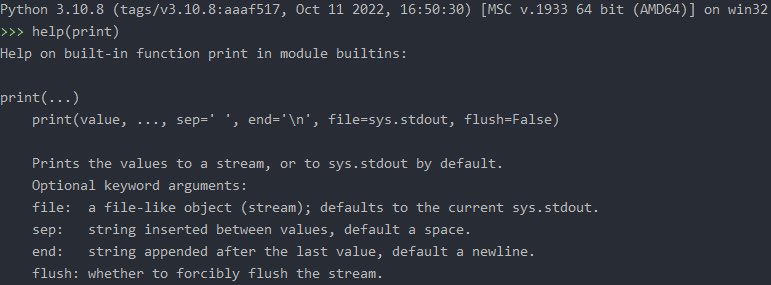 Python 3.10.8 (tags/v3.10.8:aaaf517, Oct 11 2022, 16:50:30) [MSC v.1933 64 bit (AMD64)] on win32
>>> help(print)
Help on built-in function print in module builtins:

print(...)
    print(value, ..., sep=' ', end='\n', file=sys.stdout, flush=False)

    Prints the values to a stream, or to sys.stdout by default.
    Optional keyword arguments:
    file:  a file-like object (stream); defaults to the current sys.stdout.
    sep:   string inserted between values, default a space.
    end:   string appended after the last value, default a newline.
    flush: whether to forcibly flush the stream.